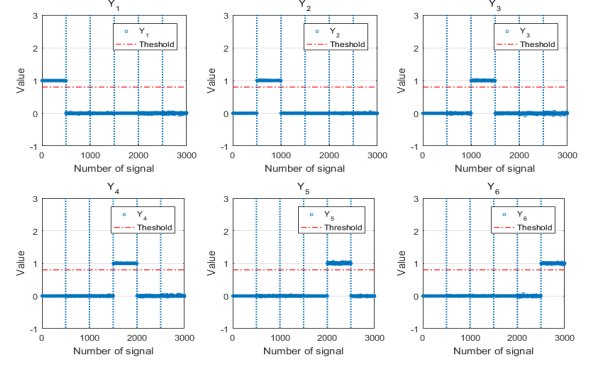 Y1
Value
3
2
1
0
-1
Y1
Theshold
0 1000 2000 3000
Number of signal
Y2
Value
3
2
1
0
-1
Y2
Theshold
0 1000 2000 3000
Number of signal
Y3
Value
3
2
1
0
-1
Y3
Theshold
0 1000 2000 3000
Number of signal
Y4
Value
3
2
1
0
-1
Y4
Threshold
0 1000 2000 3000
Number of signal
Y5
Value
3
2
1
0
-1
Y5
Threshold
0 1000 2000 3000
Number of signal
Y6
Value
3
2
1
0
-1
Y6
Threshold
0 1000 2000 3000
Number of signal